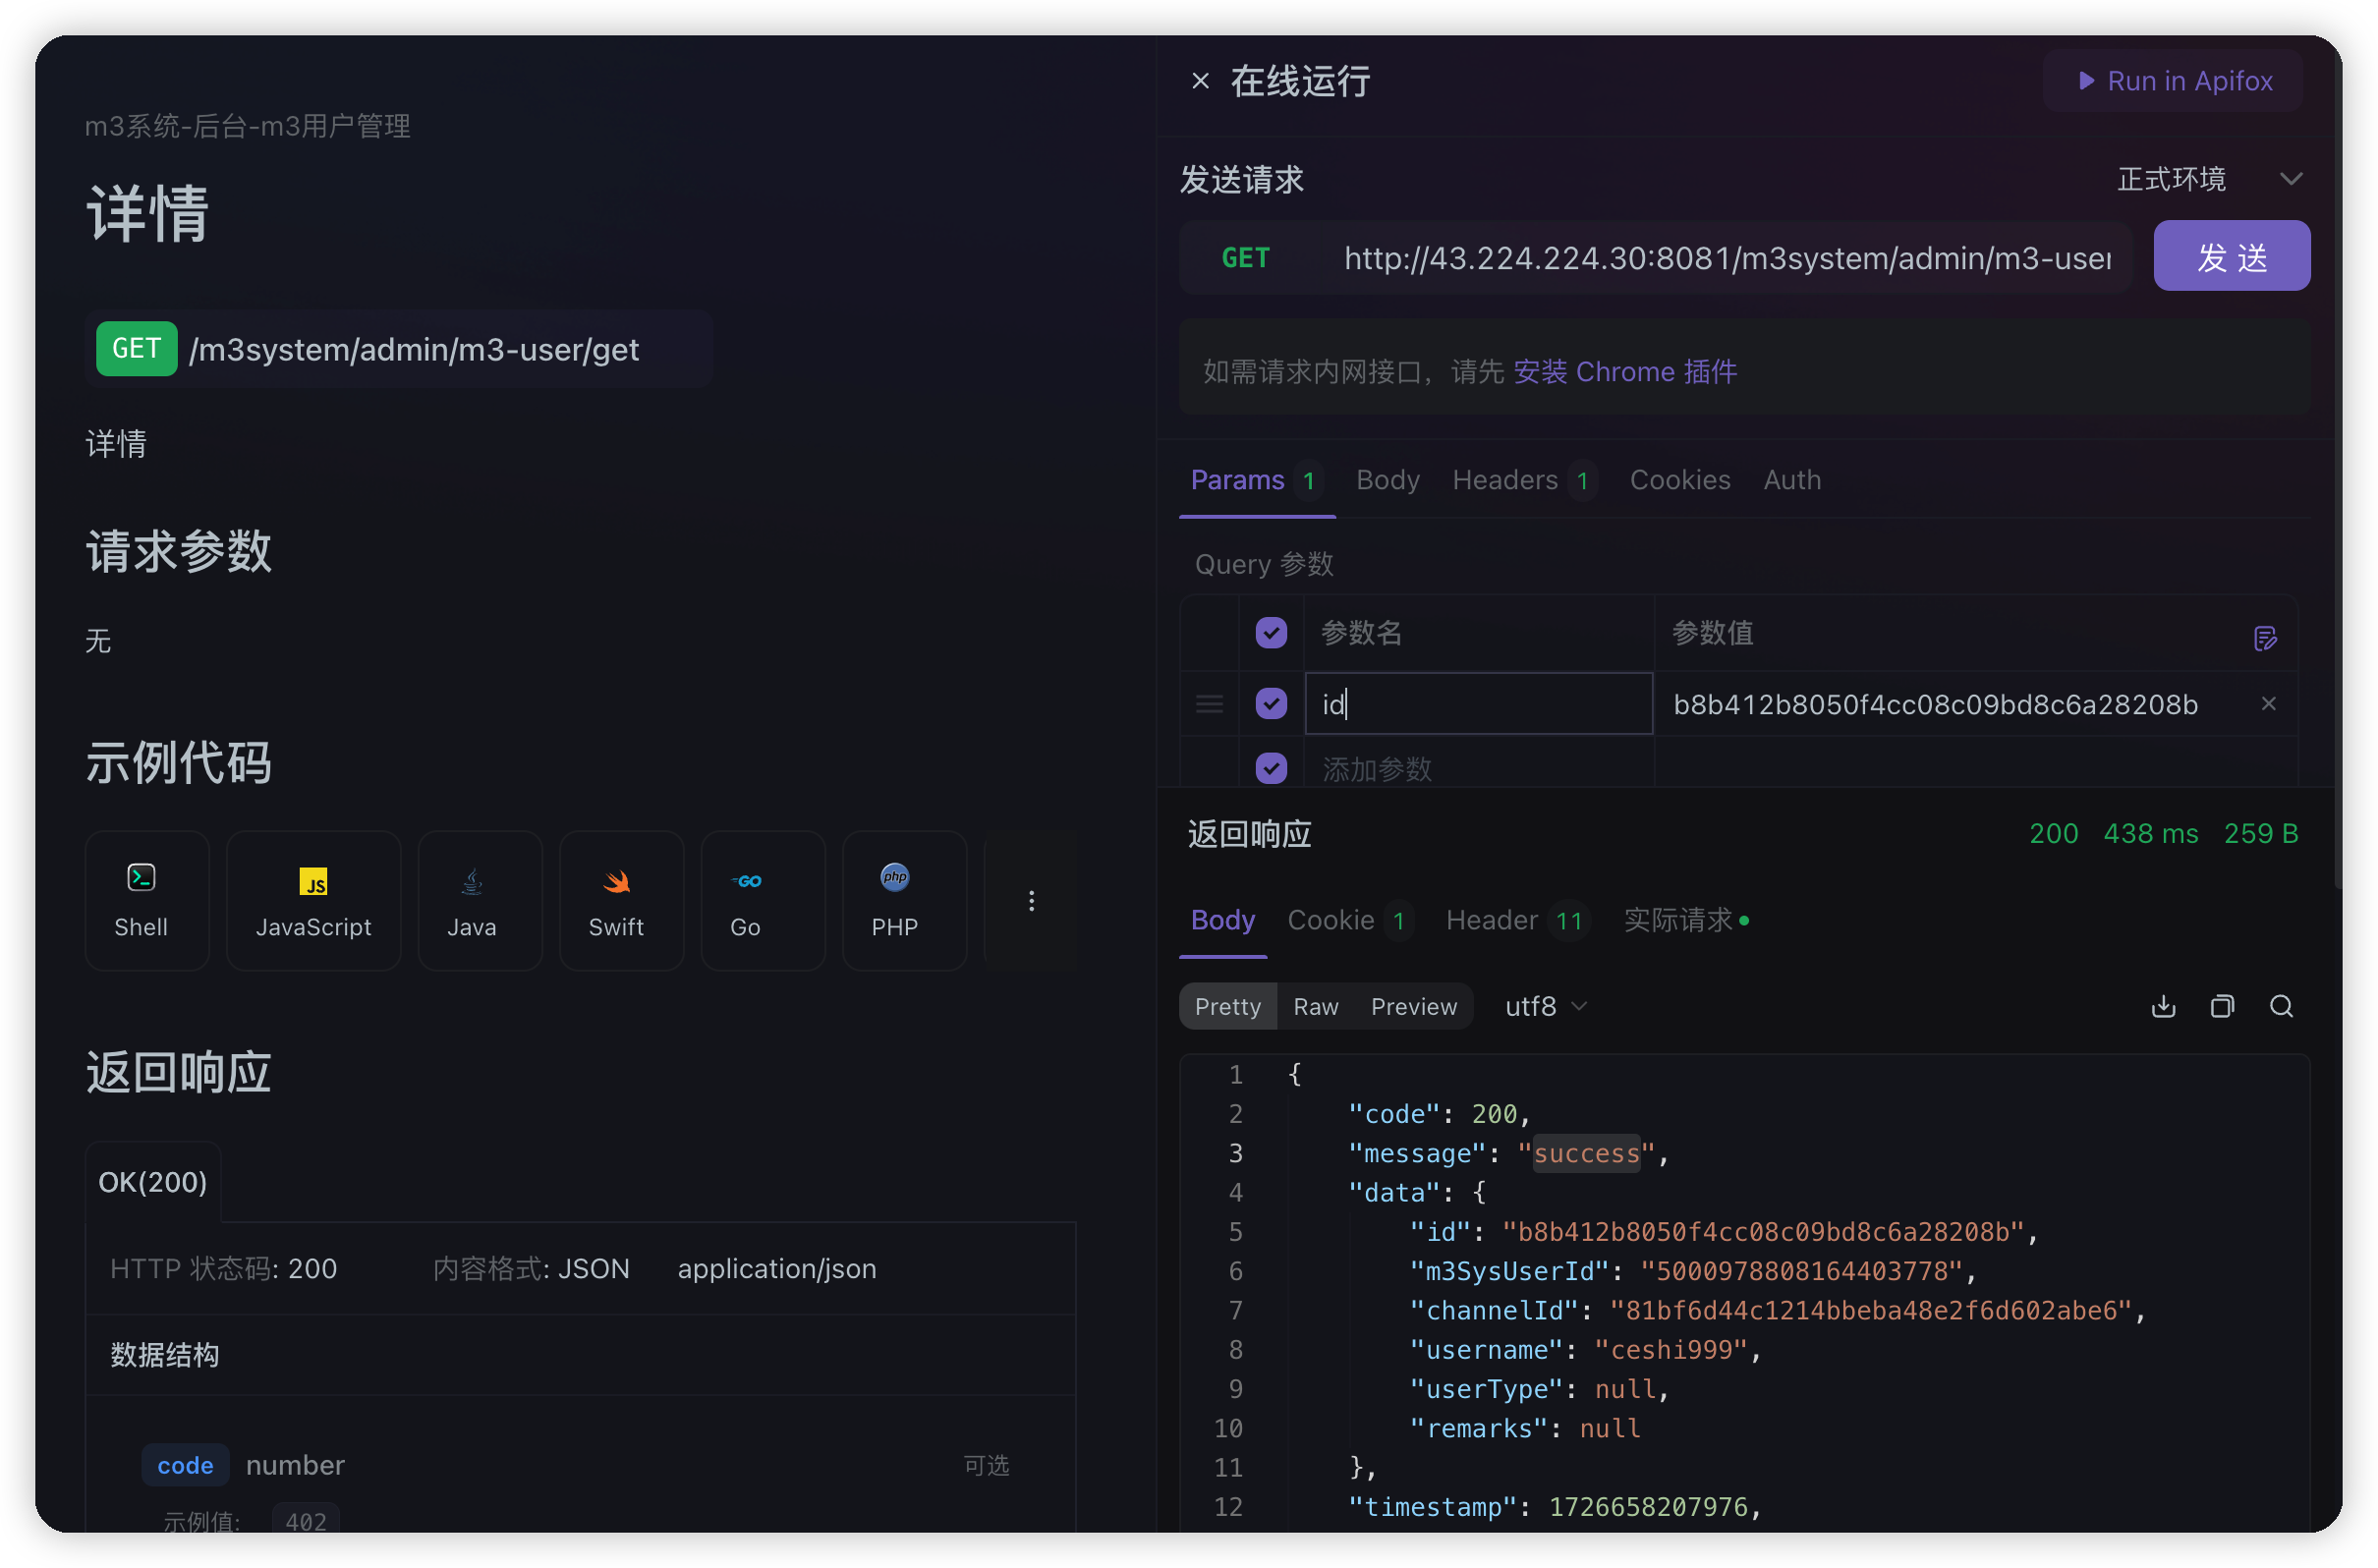 m3系统-后台-m3用户管理
详情
GET /m3system/admin/m3-user/get
详情
请求参数
无
示例代码
Shell JavaScript Java Swift Go PHP
返回响应
OK(200)
HTTP 状态码: 200 内容格式: JSON application/json
数据结构
code number 可选
示例值: 402
在线运行 Run in Apifox
发送请求 正式环境
GET http://43.224.224.30:8081/m3system/admin/m3-user 发 送
如需请求内网接口，请先 安装 Chrome 插件
Params 1 Body Headers 1 Cookies Auth
Query 参数
参数名 参数值
id b8b412b8050f4cc08c09bd8c6a28208b
添加参数
返回响应 200 438 ms 259 B
Body Cookie 1 Header 11 实际请求
Pretty Raw Preview utf8
1 {
2 "code": 200,
3 "message": "success",
4 "data": {
5 "id": "b8b412b8050f4cc08c09bd8c6a28208b",
6 "m3SysUserId": "5000978808164403778",
7 "channelId": "81bf6d44c1214bbeba48e2f6d602abe6",
8 "username": "ceshi999",
9 "userType": null,
10 "remarks": null
11 },
12 "timestamp": 1726658207976,